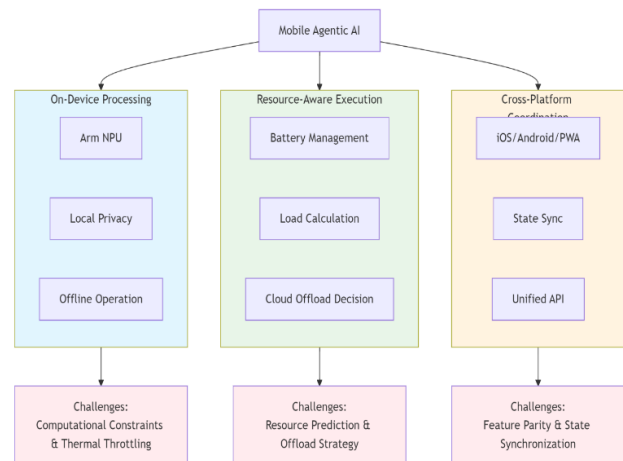 Mobile Agentic AI
On-Device Processing
Arm NPU
Local Privacy
Offline Operation
Resource-Aware Execution
Battery Management
Load Calculation
Cloud Offload Decision
Cross-Platform
Coordination
iOS/Android/PWA
State Sync
Unified API
Challenges:
Computational Constraints
& Thermal Throttling
Challenges:
Resource Prediction &
Offload Strategy
Challenges:
Feature Parity & State
Synchronization